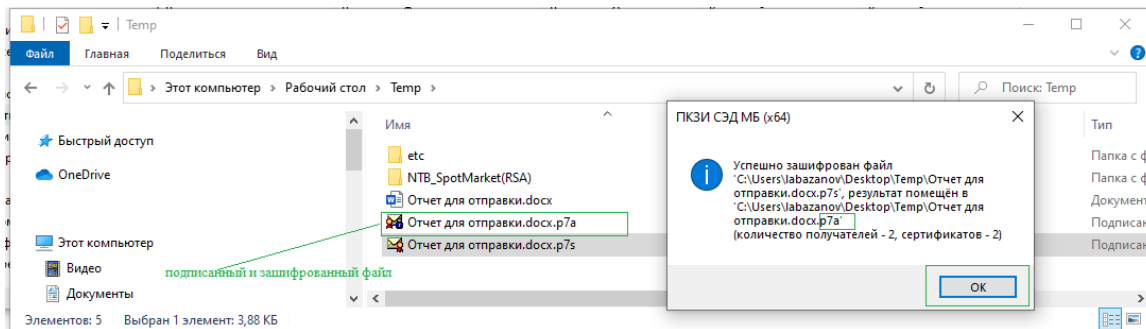 Temp
Файл Главная Поделиться Вид
Этот компьютер > Рабочий стол > Temp >
Поиск: Temp
Быстрый доступ
OneDrive
Этот компьютер
Видео
Документы
Имя
Тип
etc
Папка с
NTB_SpotMarket(RSA)
Папка с
Отчет для отправки.docx
Документ
Отчет для отправки.docx.p7a
Подписан
Отчет для отправки.docx.p7s
Подписан
подписанный и зашифрованный файл
Элементов: 5 Выбран 1 элемент: 3,88 КБ
ПКЗИ СЭД МБ (x64)
Успешно зашифрован файл
'C:\Users\labazanov\Desktop\Temp\Отчет для
отправки.docx.p7s', результат помещён в
'C:\Users\labazanov\Desktop\Temp\Отчет для
отправки.docx.p7a'
(количество получателей - 2, сертификатов - 2)
ОК